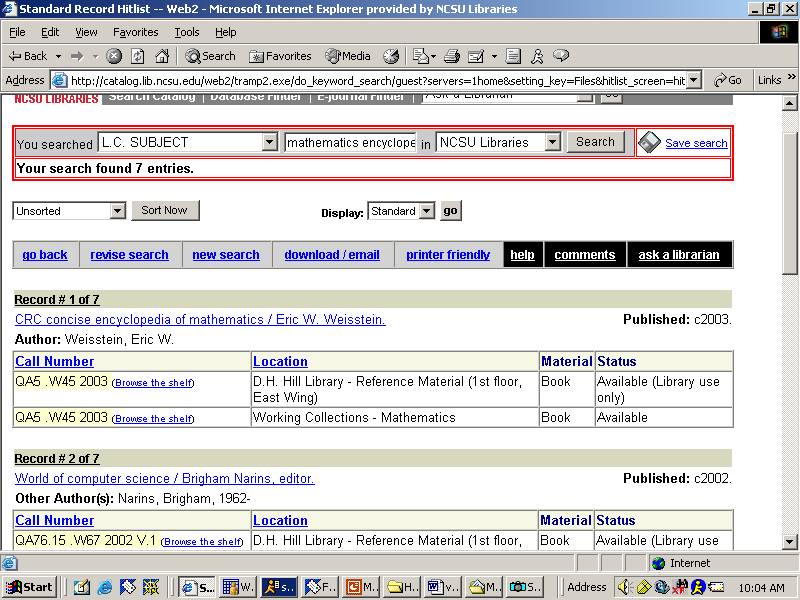 Standard Record Hitlist -- Web2 - Microsoft Internet Explorer provided by NCSU Libraries
File Edit View Favorites Tools Help
Back Search Favorites Media
Address http://catalog.lib.ncsu.edu/web2/tramp2.exe/do_keyword_search/guest?servers=1home&setting_key=Files&hitlist_screen=hit Go Links »
NCSU LIBRARIES Search Catalog | Database Finder | E-journal Finder | Ask a Librarian Go
You searched L.C. SUBJECT mathematics encyclope in NCSU Libraries Search Save search
Your search found 7 entries.
Unsorted Sort Now Display: Standard go
go back revise search new search download / email printer friendly help comments ask a librarian
Record # 1 of 7
CRC concise encyclopedia of mathematics / Eric W. Weisstein. Published: c2003.
Author: Weisstein, Eric W.
Call Number Location Material Status
QA5 .W45 2003 (Browse the shelf) D.H. Hill Library - Reference Material (1st floor, Book Available (Library use
East Wing) only)
QA5 .W45 2003 (Browse the shelf) Working Collections - Mathematics Book Available
Record # 2 of 7
World of computer science / Brigham Narins, editor. Published: c2002.
Other Author(s): Narins, Brigham, 1962-
Call Number Location Material Status
QA76.15 .W67 2002 V.1 (Browse the shelf) D.H. Hill Library - Reference Material (1st floor, Book Available (Library use
Internet
Start S... W... s... F... M... H... v... M... S... Address » 10:04 AM